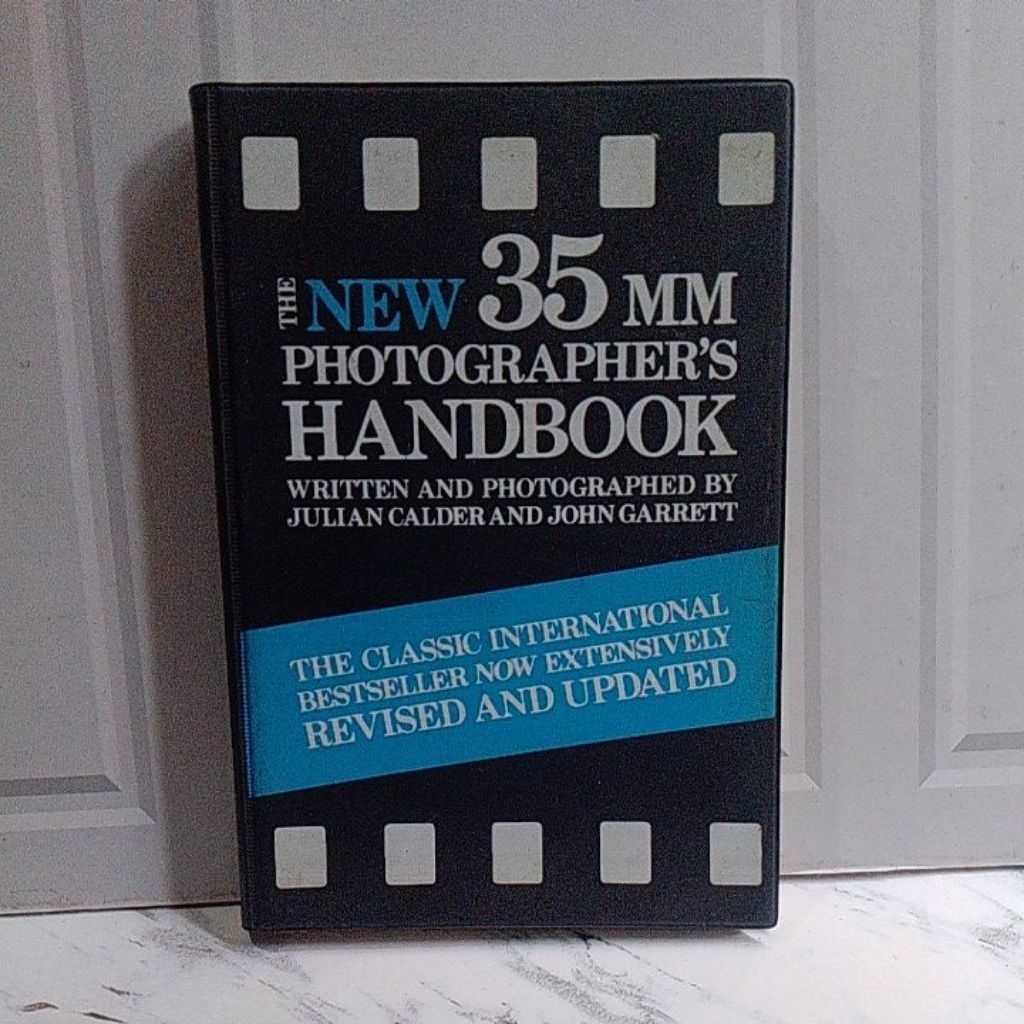 THE NEW 35 MM
PHOTOGRAPHER'S
HANDBOOK
WRITTEN AND PHOTOGRAPHED BY
JULIAN CALDER AND JOHN GARRETT
THE CLASSIC INTERNATIONAL
BESTSELLER NOW EXTENSIVELY
REVISED AND UPDATED